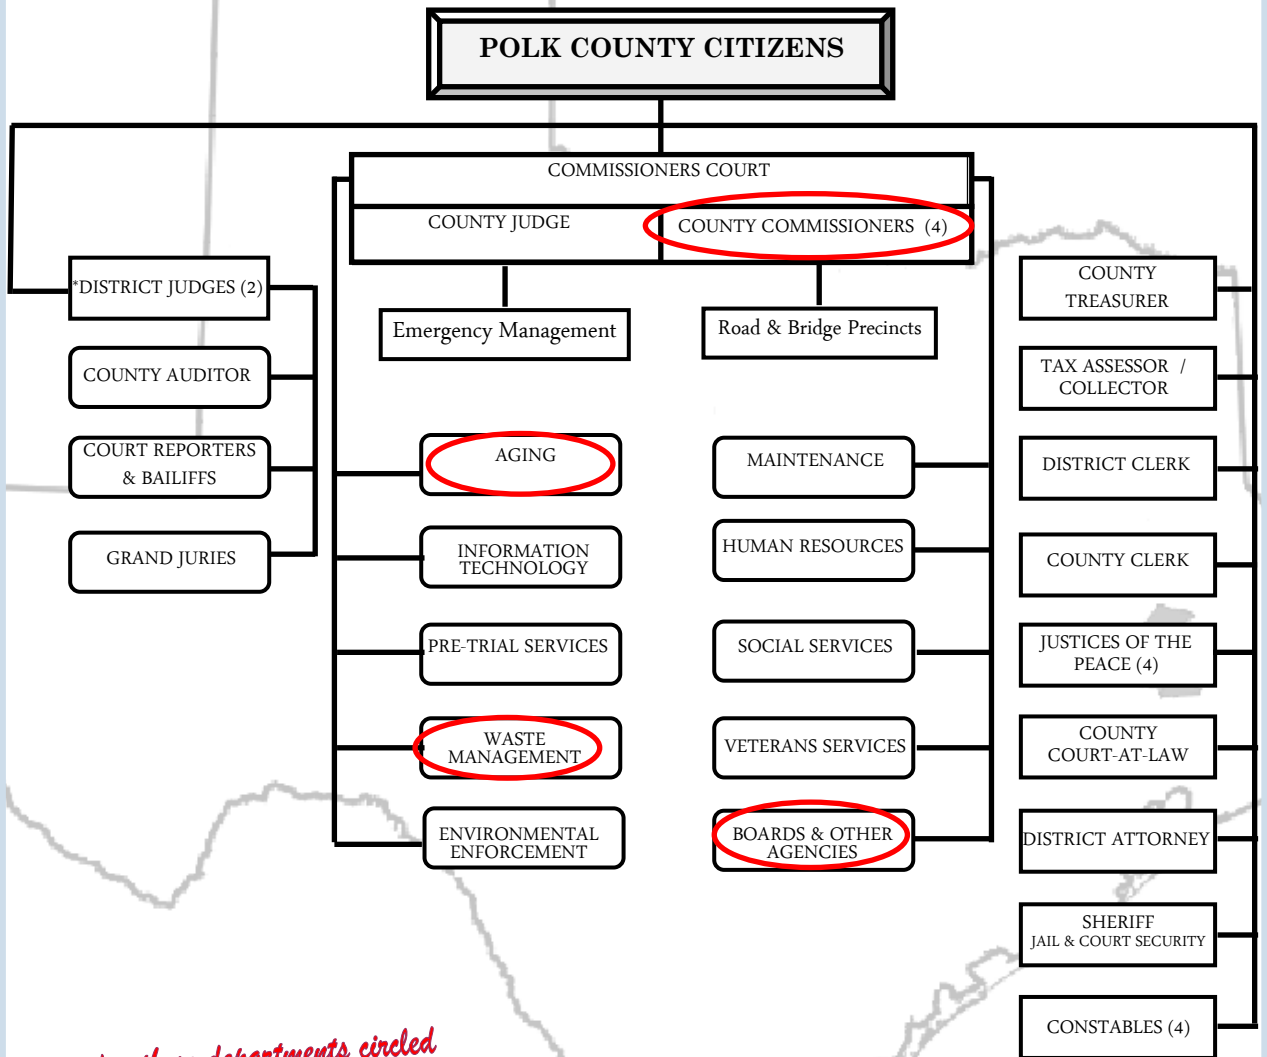 POLK COUNTY CITIZENS
COMMISSIONERS COURT
COUNTY JUDGE
COUNTY COMMISSIONERS (4)
*DISTRICT JUDGES (2)
COUNTY AUDITOR
COURT REPORTERS
& BAILIFFS
GRAND JURIES
Emergency Management
Road & Bridge Precincts
AGING
INFORMATION
TECHNOLOGY
PRE-TRIAL SERVICES
WASTE
MANAGEMENT
ENVIRONMENTAL
ENFORCEMENT
MAINTENANCE
HUMAN RESOURCES
SOCIAL SERVICES
VETERANS SERVICES
BOARDS & OTHER
AGENCIES
COUNTY
TREASURER
TAX ASSESSOR /
COLLECTOR
DISTRICT CLERK
COUNTY CLERK
JUSTICES OF THE
PEACE (4)
COUNTY
COURT-AT-LAW
DISTRICT ATTORNEY
SHERIFF
JAIL & COURT SECURITY
CONSTABLES (4)
departments circled